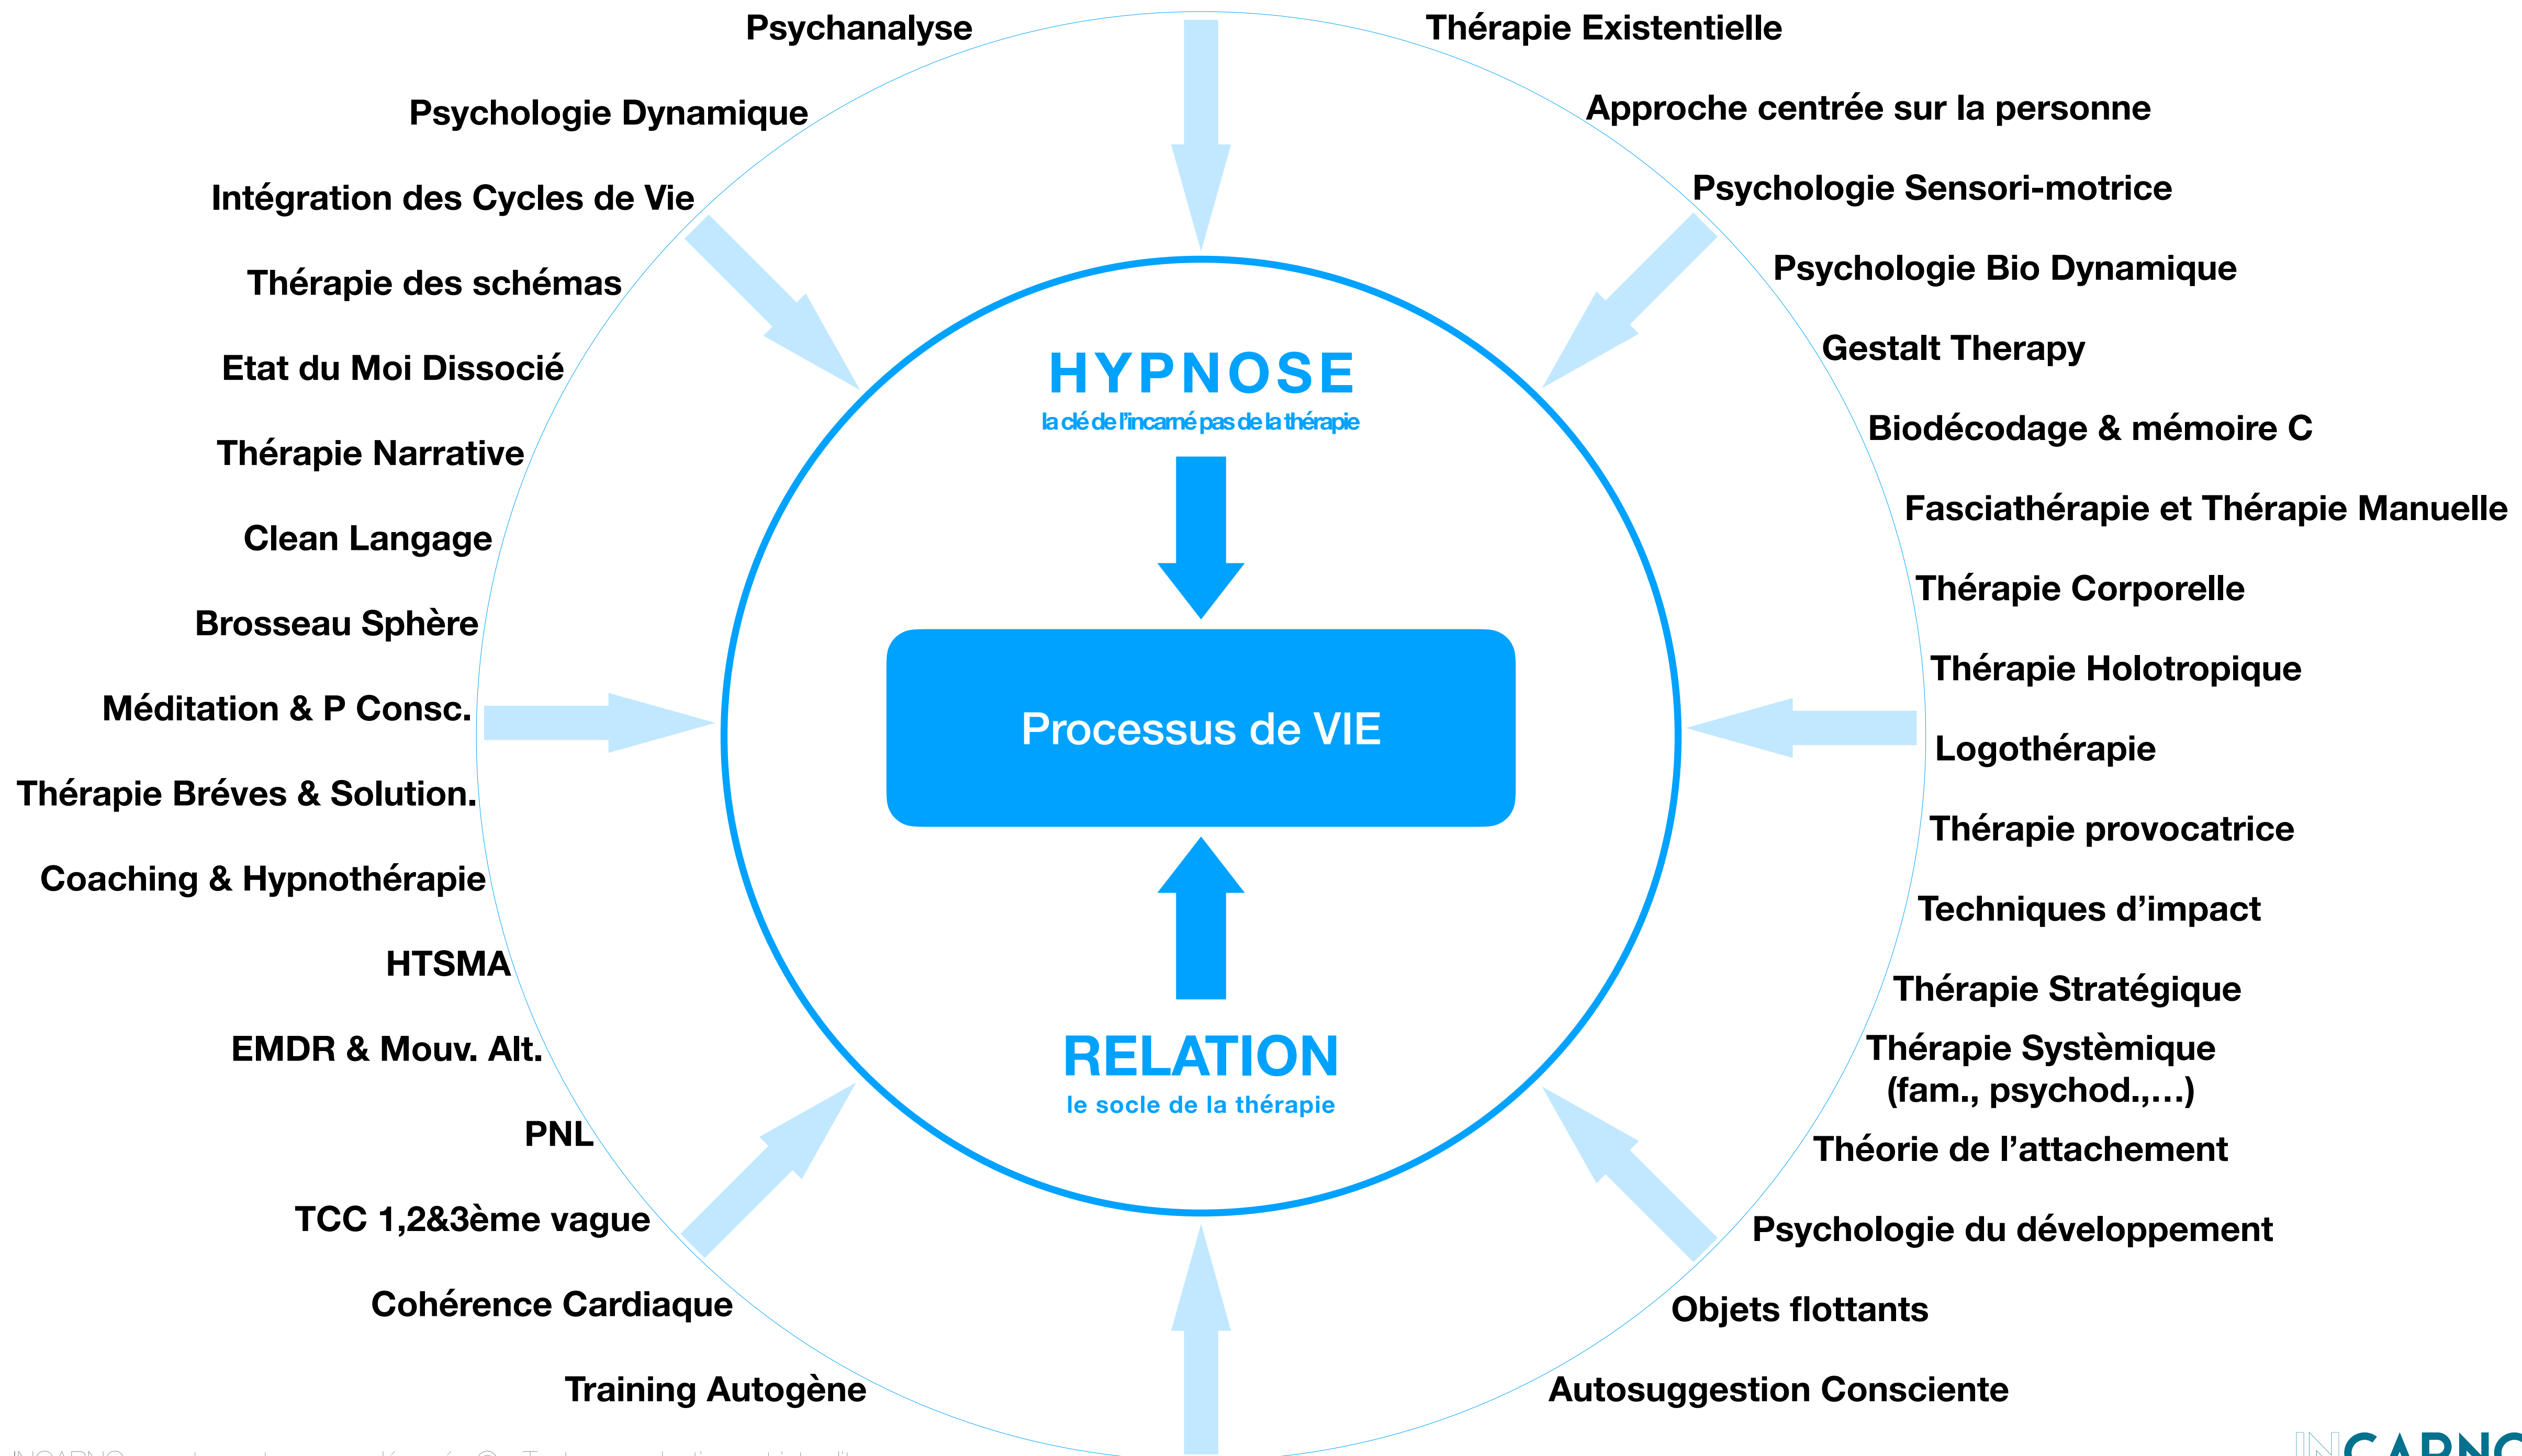 Psychanalyse
Psychologie Dynamique
Intégration des Cycles de Vie
Thérapie des schémas
Etat du Moi Dissocié
Thérapie Narrative
Clean Langage
Brosseau Sphère
Méditation & P Consc.
Thérapie Bréves & Solution.
Coaching & Hypnothérapie
HTSMA
EMDR & Mouv. Alt.
PNL
TCC 1,2&3ème vague
Cohérence Cardiaque
Training Autogène
HYPNOSE
la clé de l’incarné pas de la thérapie
Processus de VIE
RELATION
le socle de la thérapie
Thérapie Existentielle
Approche centrée sur la personne
Psychologie Sensori-motrice
Psychologie Bio Dynamique
Gestalt Therapy
Biodécodage & mémoire C
Fasciathérapie et Thérapie Manuelle
Thérapie Corporelle
Thérapie Holotropique
Logothérapie
Thérapie provocatrice
Techniques d’impact
Thérapie Stratégique
Thérapie Systèmique
(fam., psychod.,…)
Théorie de l’attachement
Psychologie du développement
Objets flottants
Autosuggestion Consciente